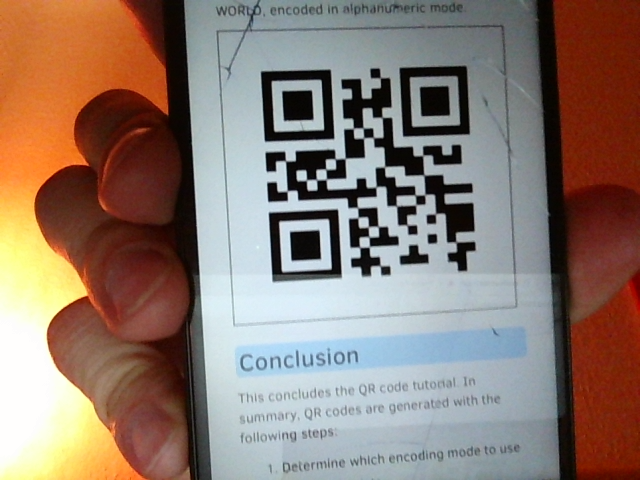 WORLD, encoded in alphanumeric mode.
Conclusion
This concludes the QR code tutorial. In
summary, QR codes are generated with the
following steps:
1. Determine which encoding mode to use